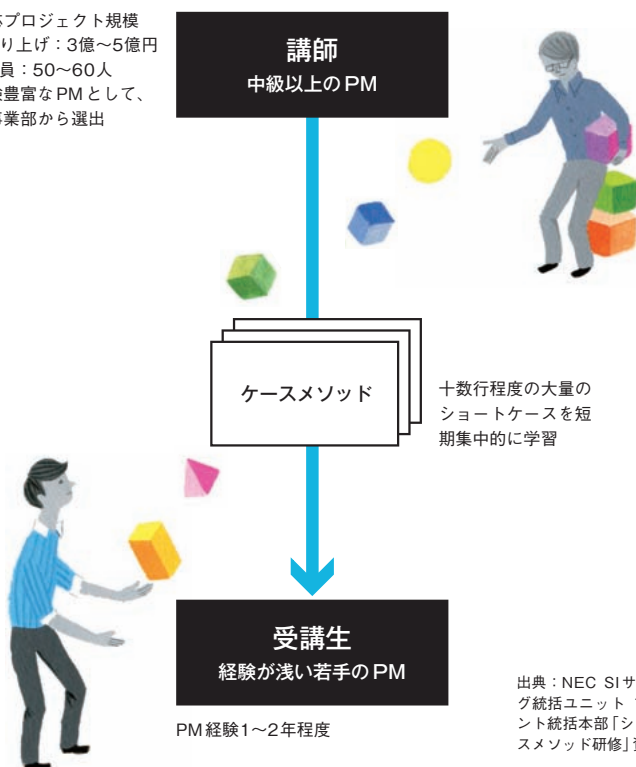 プロジェクト規模
り上げ：3億〜5億円
員：50〜60人
豊富なPMとして、
事業部から選出
講師
中級以上のPM
ケースメソッド
十数行程度の大量の
ショートケースを短
期集中的に学習
受講生
経験が浅い若手のPM
PM経験1〜2年程度
出典：NEC SIサ
グ統括ユニット
ント統括本部「シ
スメソッド研修」